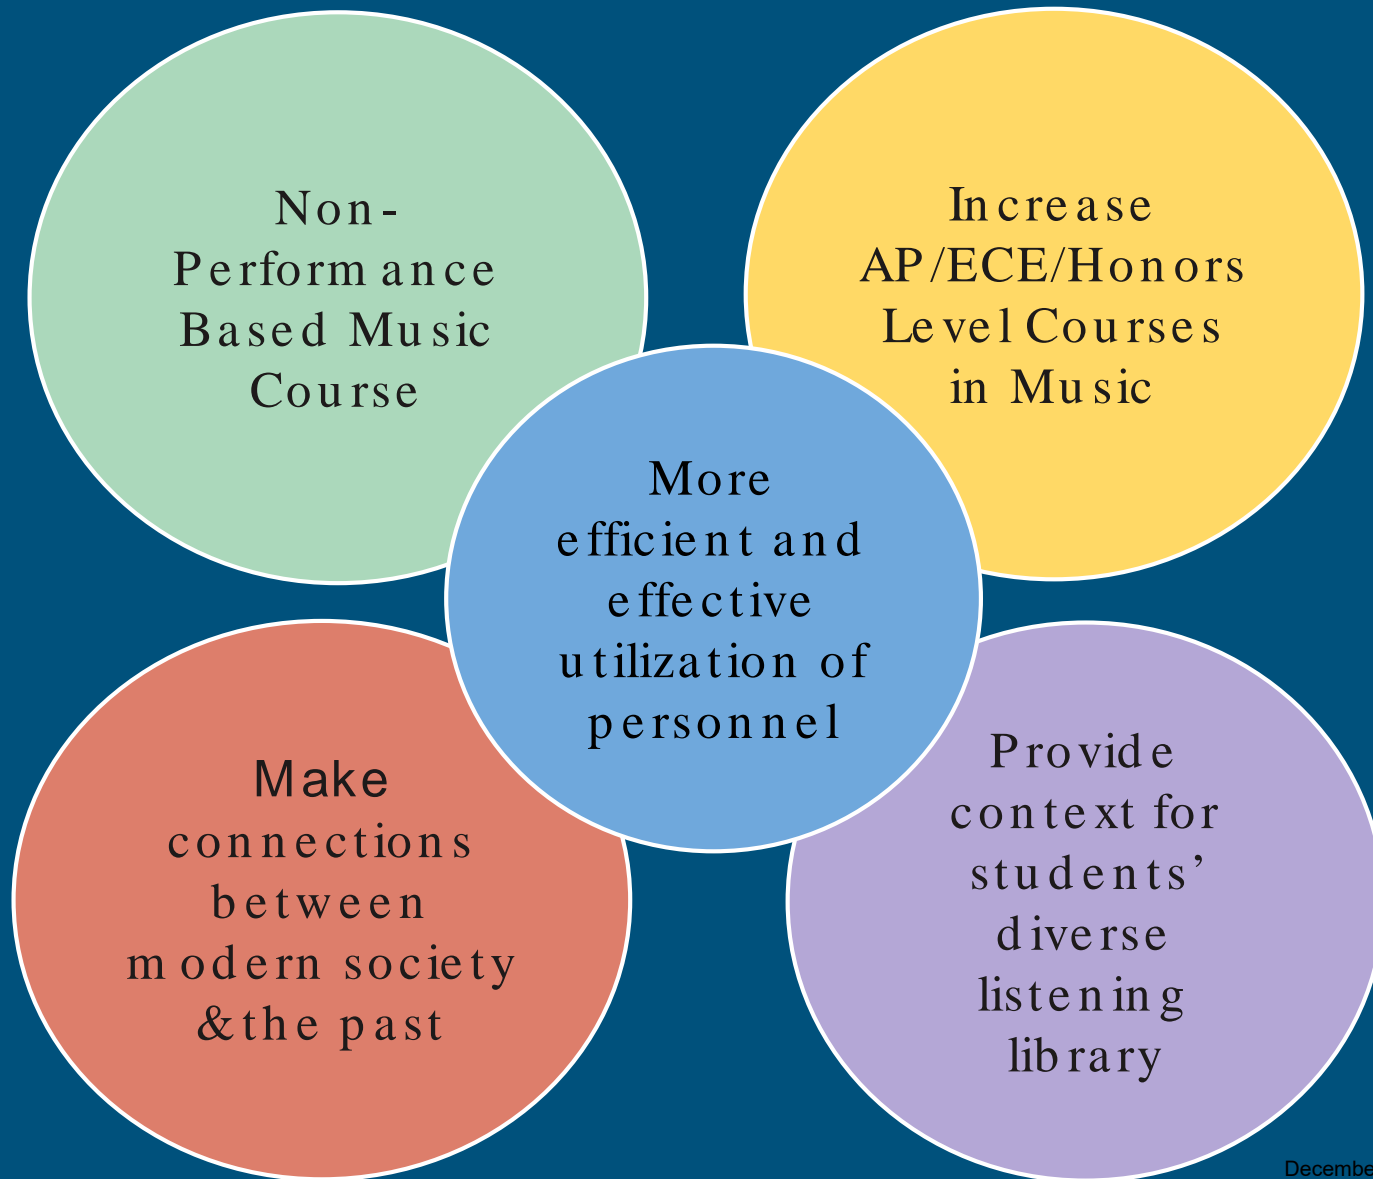 Non-
Performance
Based Music
Course
Increase
AP/ECE/Honors
Level Courses
in Music
More
efficient and
effective
utilization of
personnel
Make
connections
between
modern society
&the past
Provide
context for
students’
diverse
listening
library